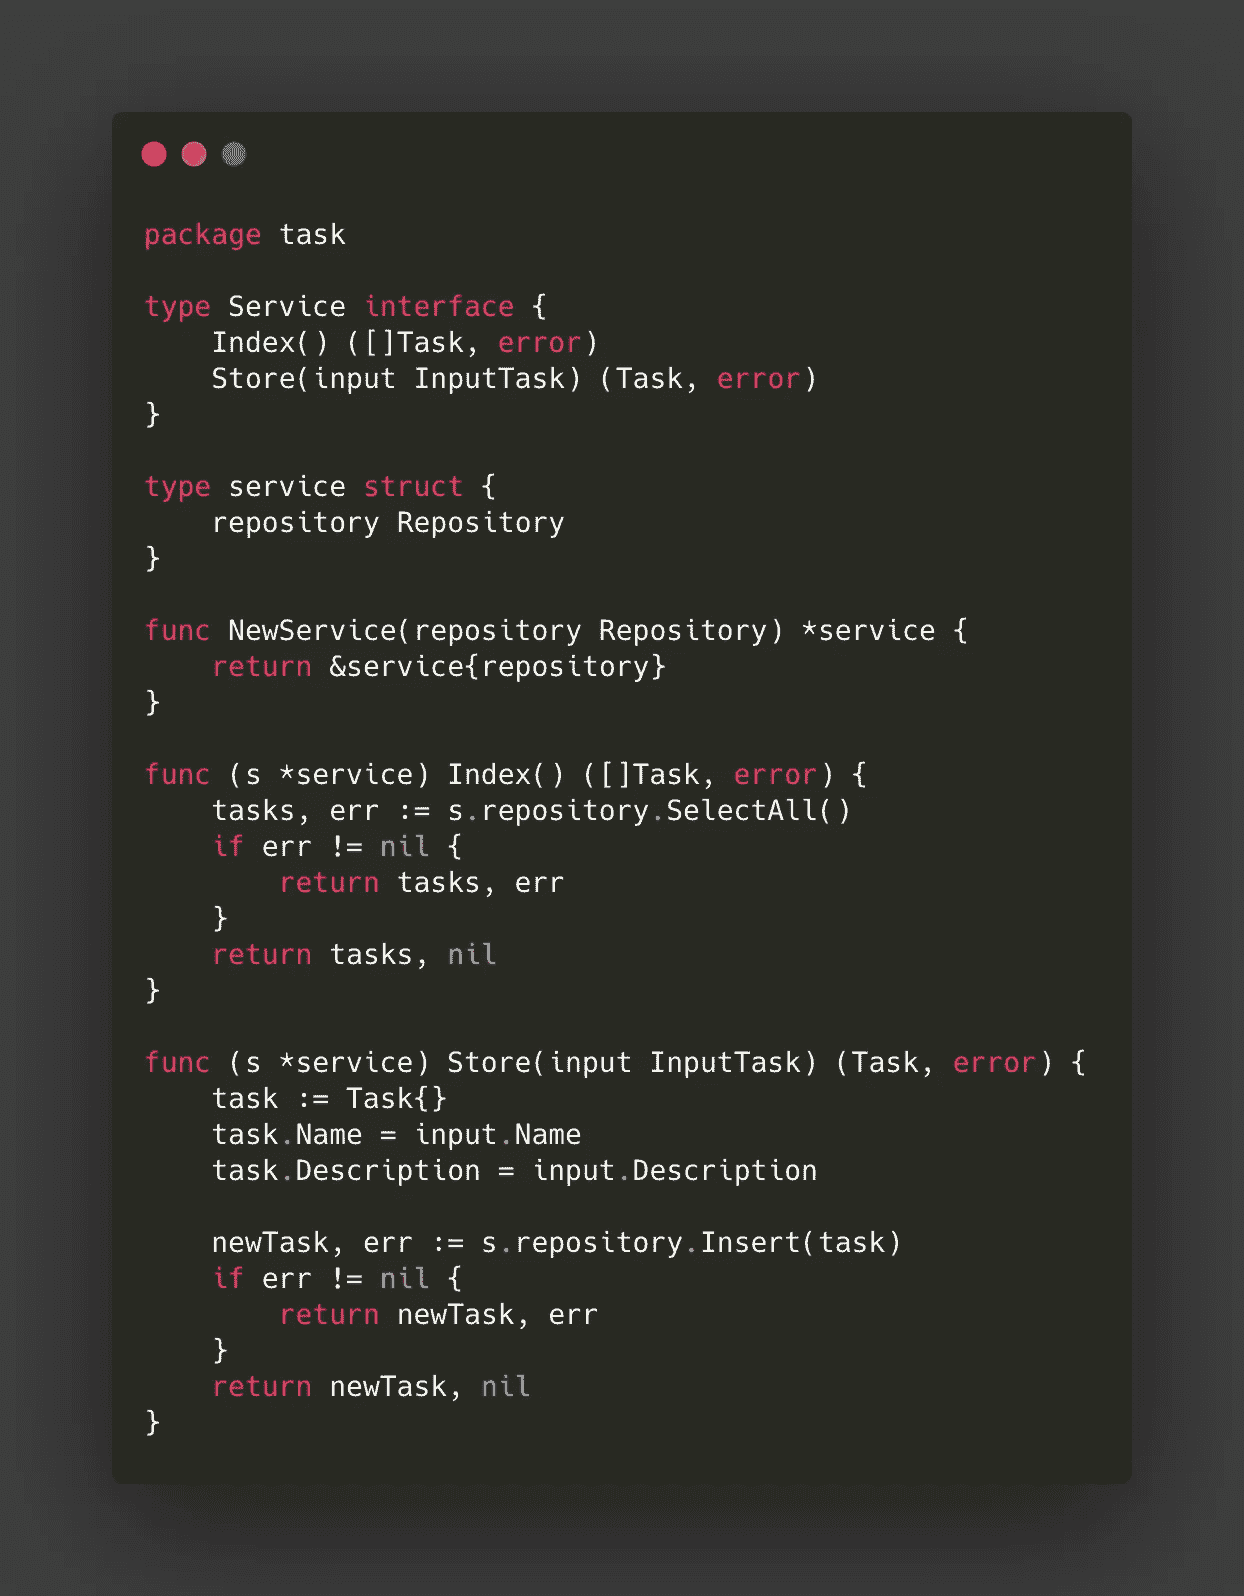 package task

type Service interface {
    Index() ([]Task, error)
    Store(input InputTask) (Task, error)
}

type service struct {
    repository Repository
}

func NewService(repository Repository) *service {
    return &service{repository}
}

func (s *service) Index() ([]Task, error) {
    tasks, err := s.repository.SelectAll()
    if err != nil {
        return tasks, err
    }
    return tasks, nil
}

func (s *service) Store(input InputTask) (Task, error) {
    task := Task{}
    task.Name = input.Name
    task.Description = input.Description

    newTask, err := s.repository.Insert(task)
    if err != nil {
        return newTask, err
    }
    return newTask, nil
}